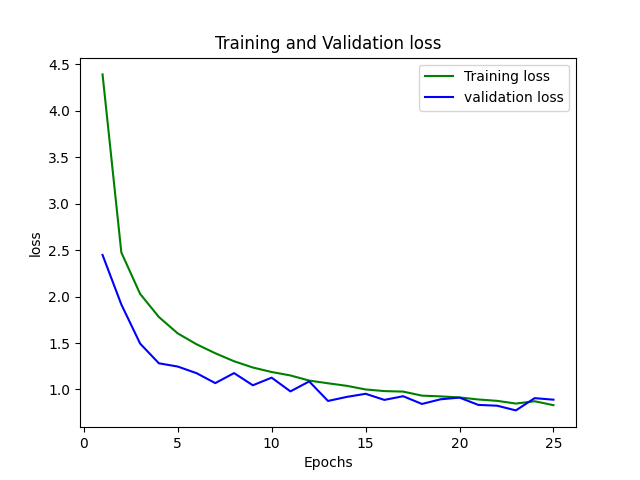 Training and Validation loss
Training loss
validation loss
4.5
4.0
3.5
3.0
2.5
2.0
1.5
1.0
loss
0 5 10 15 20 25
Epochs